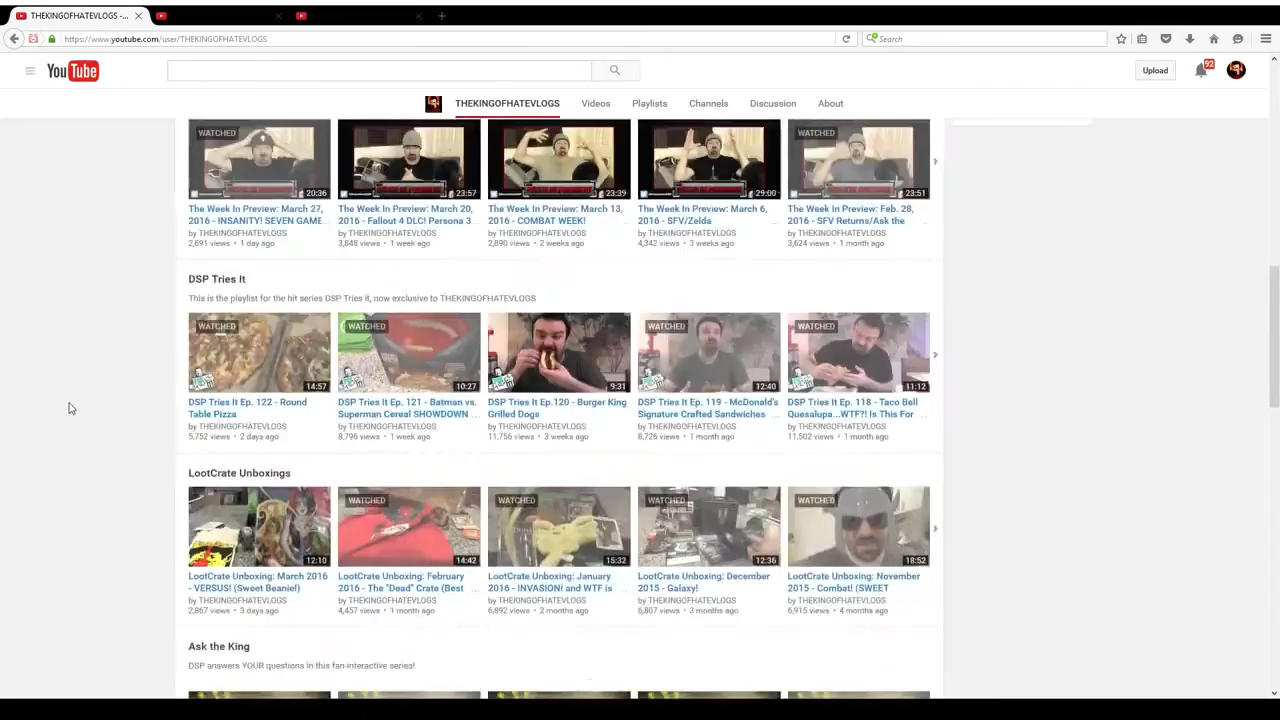 THEKINGOFHATEVLOGS -...
https://www.youtube.com/user/THEKINGOFHATEVLOGS
Search
YouTube
Upload
92
THEKINGOFHATEVLOGS Videos Playlists Channels Discussion About
WATCHED WATCHED
20:36 23:57 23:39 29:00 23:51
The Week In Preview: March 27, The Week In Preview: March 20, The Week In Preview: March 13, The Week In Preview: March 6, The Week In Preview: Feb. 28,
2016 - INSANITY! SEVEN GAME... 2016 - Fallout 4 DLC! Persona 3 2016 - COMBAT WEEK! 2016 - SFV/Zelda 2016 - SFV Returns/Ask the
by THEKINGOFHATEVLOGS by THEKINGOFHATEVLOGS by THEKINGOFHATEVLOGS by THEKINGOFHATEVLOGS by THEKINGOFHATEVLOGS
2,691 views • 1 day ago 3,848 views • 1 week ago 2,890 views • 2 weeks ago 4,342 views • 3 weeks ago 3,624 views • 1 month ago
DSP Tries It
This is the playlist for the hit series DSP Tries it, now exclusive to THEKINGOFHATEVLOGS
WATCHED WATCHED WATCHED WATCHED
14:57 10:27 9:31 12:40 11:12
DSP Tries It Ep. 122 - Round DSP Tries It Ep. 121 - Batman vs. DSP Tries It Ep.120 - Burger King DSP Tries It Ep. 119 - McDonald's DSP Tries It Ep. 118 - Taco Bell
Table Pizza Superman Cereal SHOWDOWN ... Grilled Dogs Signature Crafted Sandwiches ... Quesalupa...WTF?! Is This For ...
by THEKINGOFHATEVLOGS by THEKINGOFHATEVLOGS by THEKINGOFHATEVLOGS by THEKINGOFHATEVLOGS by THEKINGOFHATEVLOGS
5,752 views • 2 days ago 8,796 views • 1 week ago 11,756 views • 3 weeks ago 8,726 views • 1 month ago 11,502 views • 1 month ago
LootCrate Unboxings
WATCHED WATCHED WATCHED WATCHED
12:10 14:42 15:32 12:36 18:52
LootCrate Unboxing: March 2016 LootCrate Unboxing: February LootCrate Unboxing: January LootCrate Unboxing: December LootCrate Unboxing: November
- VERSUS! (Sweet Beanie!) 2016 - The "Dead" Crate (Best ... 2016 - INVASION! and WTF is ... 2015 - Galaxy! 2015 - Combat! (SWEET
by THEKINGOFHATEVLOGS by THEKINGOFHATEVLOGS by THEKINGOFHATEVLOGS by THEKINGOFHATEVLOGS by THEKINGOFHATEVLOGS
2,867 views • 3 days ago 4,457 views • 1 month ago 6,892 views • 2 months ago 6,807 views • 3 months ago 6,915 views • 4 months ago
Ask the King
DSP answers YOUR questions in this fan-interactive series!